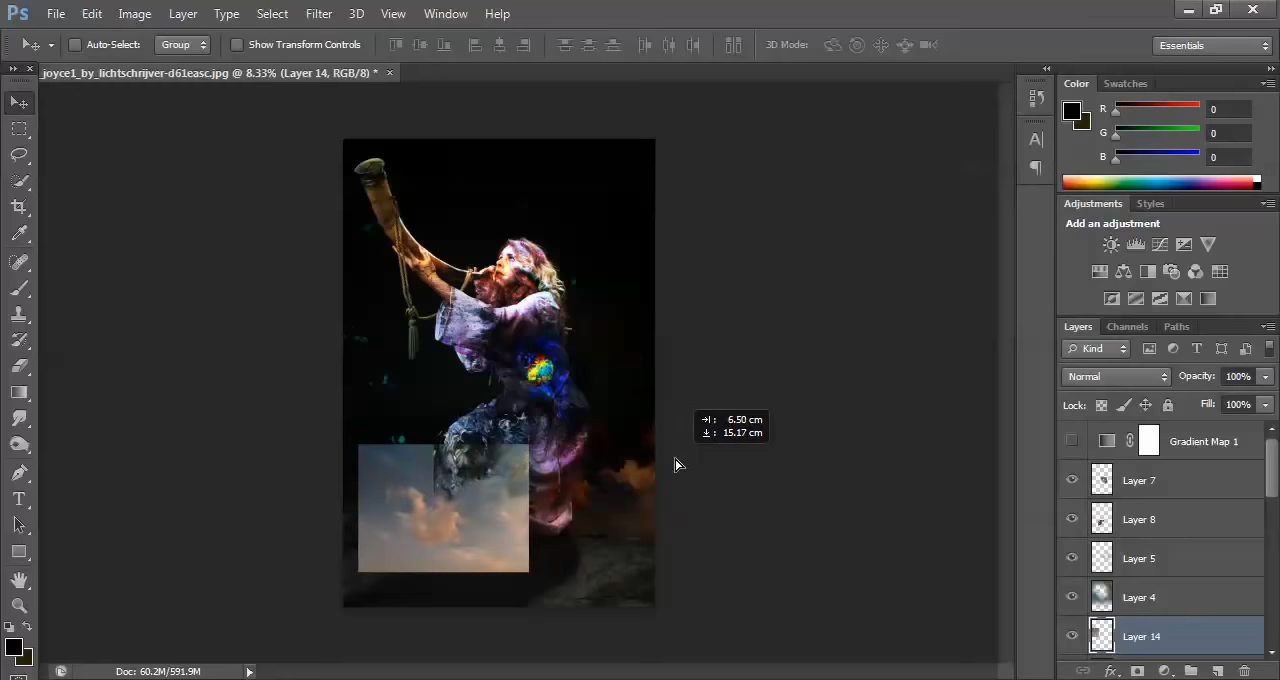 Ps File Edit Image Layer Type Select Filter 3D View Window Help
Auto-Select: Group Show Transform Controls 3D Mode: Essentials
joyce1_by_lichtschrijver-d61easc.jpg @ 8.33% (Layer 14, RGB/8) * ×
Color Swatches
R 0
G 0
B 0
Adjustments Styles
Add an adjustment
Layers Channels Paths
Kind
Normal Opacity: 100%
Lock: Fill: 100%
Gradient Map 1
Layer 7
Layer 8
Layer 5
Layer 4
Layer 14
6.50 cm
15.17 cm
Doc: 60.2M/591.9M